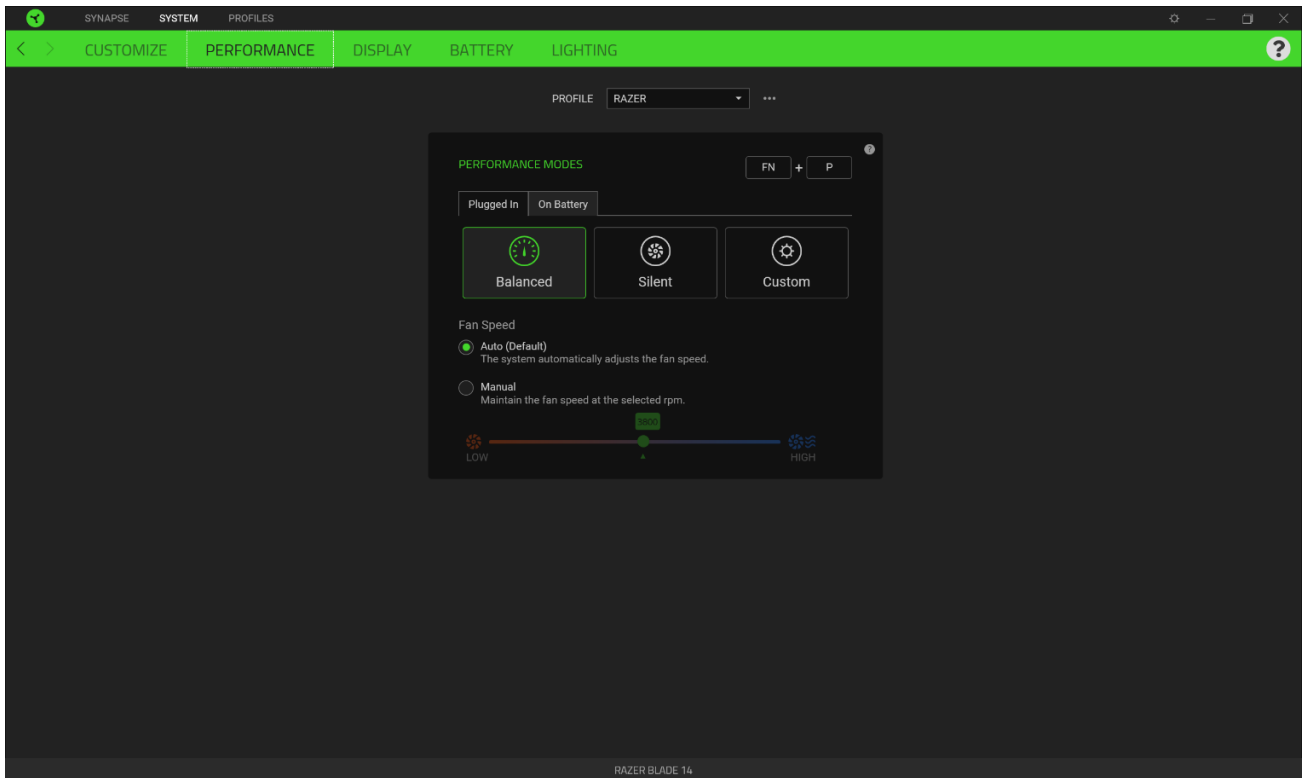 SYNAPSE SYSTEM PROFILES
CUSTOMIZE PERFORMANCE DISPLAY BATTERY LIGHTING ?
PROFILE RAZER
PERFORMANCE MODES FN + P ?
Plugged In On Battery
Balanced Silent Custom
Fan Speed
Auto (Default)
The system automatically adjusts the fan speed.
Manual
Maintain the fan speed at the selected rpm.
3800
LOW HIGH
RAZER BLADE 14